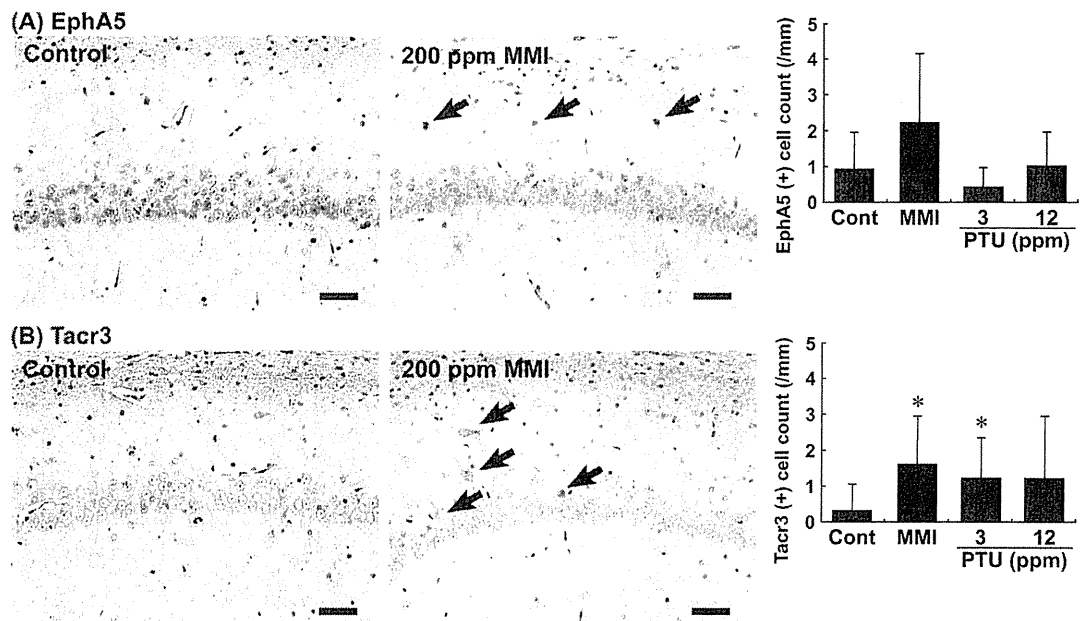 (A) EphA5
Control
200 ppm MMI
EphA5 (+) cell count (/mm)
5
4
3
2
1
0
Cont
MMI
3
12
PTU (ppm)
(B) Tacr3
Control
200 ppm MMI
Tacr3 (+) cell count (/mm)
5
4
3
2
1
0
*
*
Cont
MMI
3
12
PTU (ppm)